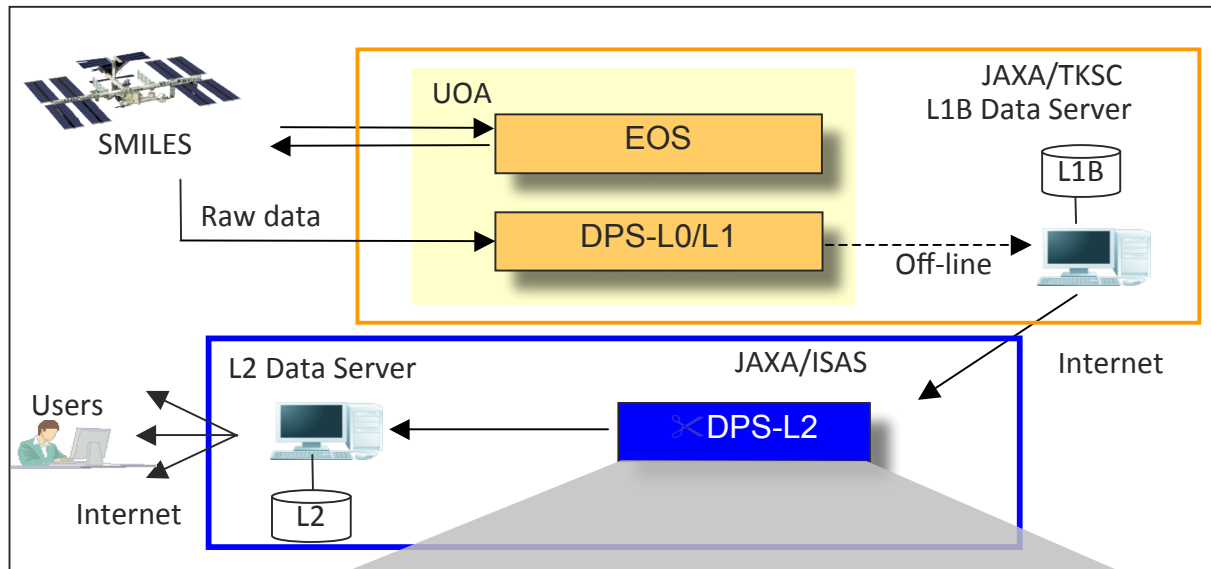 JAXA/TKSC
L1B Data Server
UOA
EOS
SMILES
L1B
Raw data
DPS-L0/L1
Off-line
L2 Data Server
JAXA/ISAS
Internet
Users
DPS-L2
Internet
L2